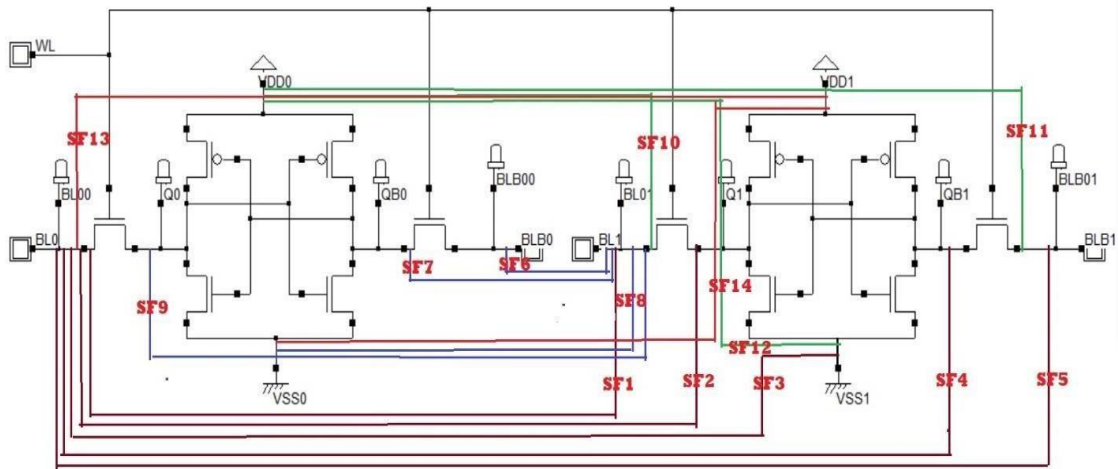 WL
VDD0
VDD1
SF13
SF10
SF11
BL00
Q0
QB0
BLB00
BL01
Q1
QB1
BLB01
BL0
BLB0
BL1
BLB1
SF7
SF6
SF9
SF8
SF14
SF12
SF1
SF2
SF3
SF4
SF5
VSS0
VSS1